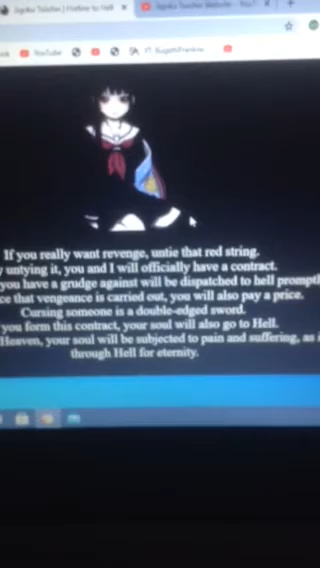 Jigoku Tsushin | Hotline to Hell
Jigoku Tsushin Website - YouT
YouTube
If you really want revenge, untie that red string.
untying it, you and I will officially have a contract.
you have a grudge against will be dispatched to hell promptl
ce that vengeance is carried out, you will also pay a price.
Cursing someone is a double-edged sword.
you form this contract, your soul will also go to Hell.
Heaven, your soul will be subjected to pain and suffering, as i
through Hell for eternity.